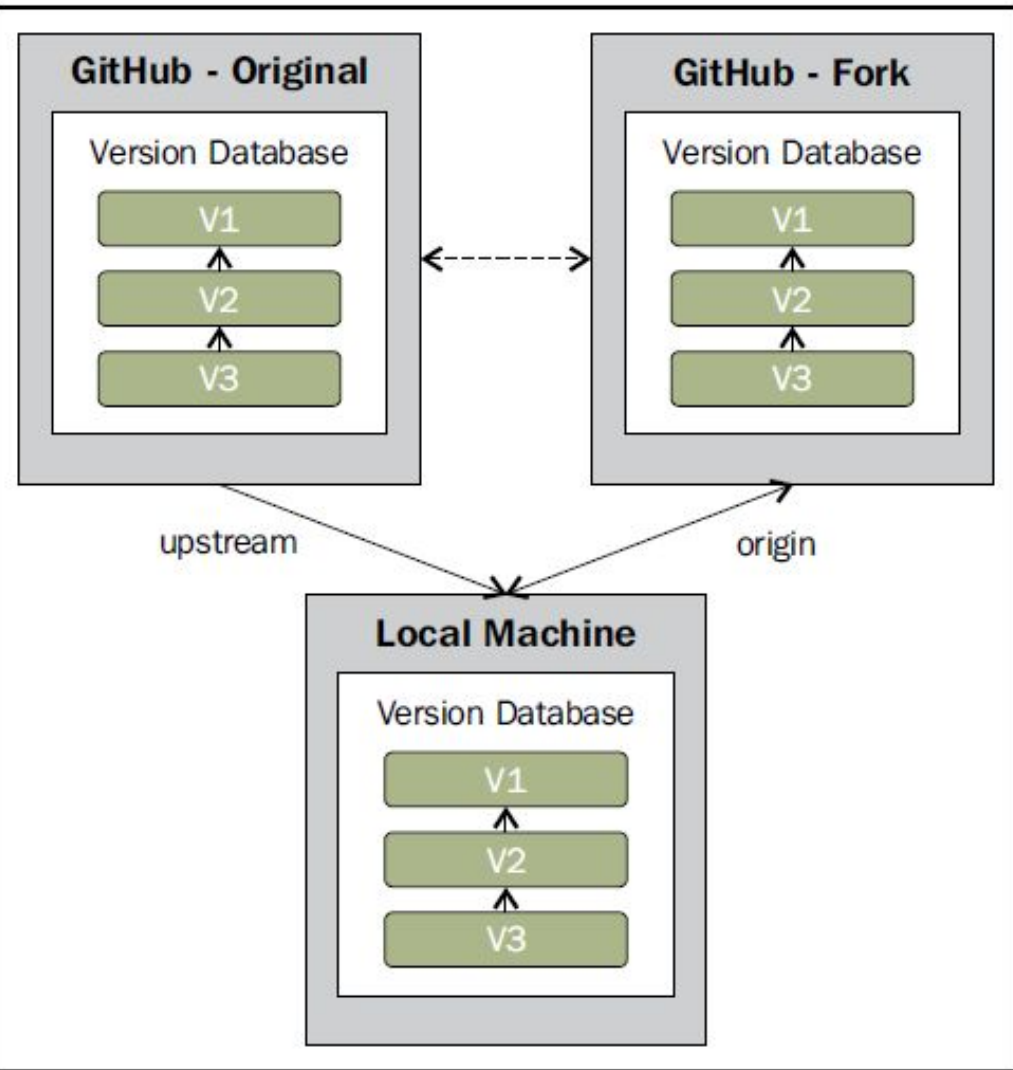 GitHub - Original
Version Database
V1
V2
V3
GitHub - Fork
Version Database
V1
V2
V3
upstream
origin
Local Machine
Version Database
V1
V2
V3